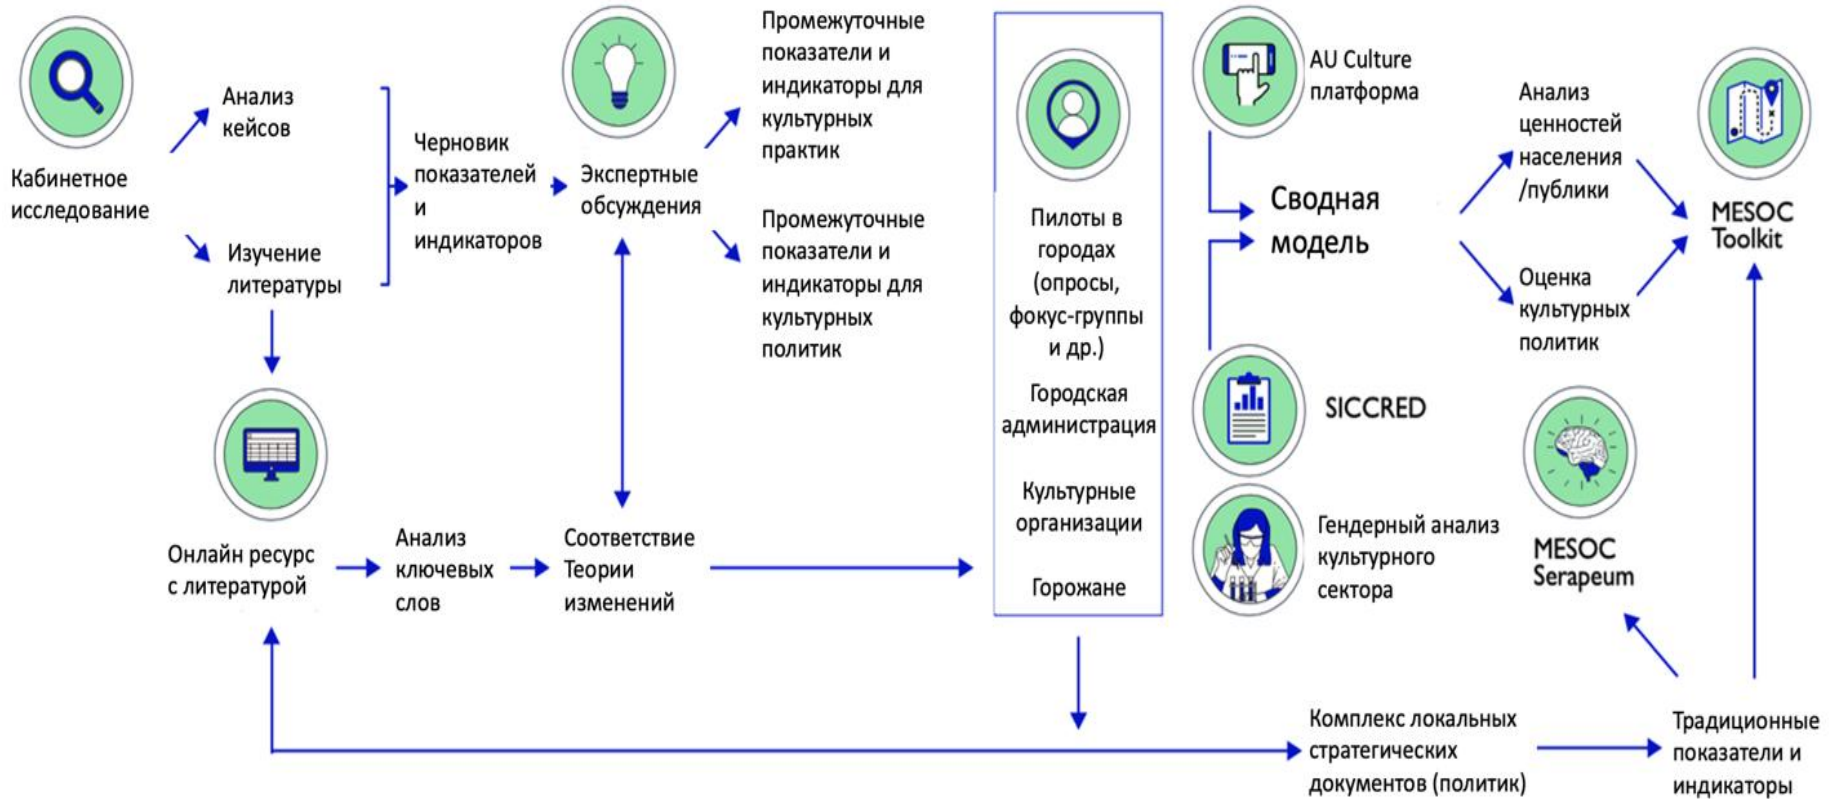 Кабинетное
исследование
Анализ
кейсов
Изучение
литературы
Черновик
показателей
и
индикаторов
Экспертные
обсуждения
Промежуточные
показатели и
индикаторы для
культурных
практик
Промежуточные
показатели и
индикаторы для
культурных
политик
Онлайн ресурс
с литературой
Анализ
ключевых
слов
Соответствие
Теории
изменений
Пилоты в
городах
(опросы,
фокус-группы
и др.)
Городская
администрация
Культурные
организации
Горожане
AU Culture
платформа
Сводная
модель
SICCRED
Гендерный анализ
культурного
сектора
Анализ
ценностей
населения
/публики
Оценка
культурных
политик
MESOC
Toolkit
MESOC
Serapeum
Комплекс локальных
стратегических
документов (политик)
Традиционные
показатели и
индикаторы